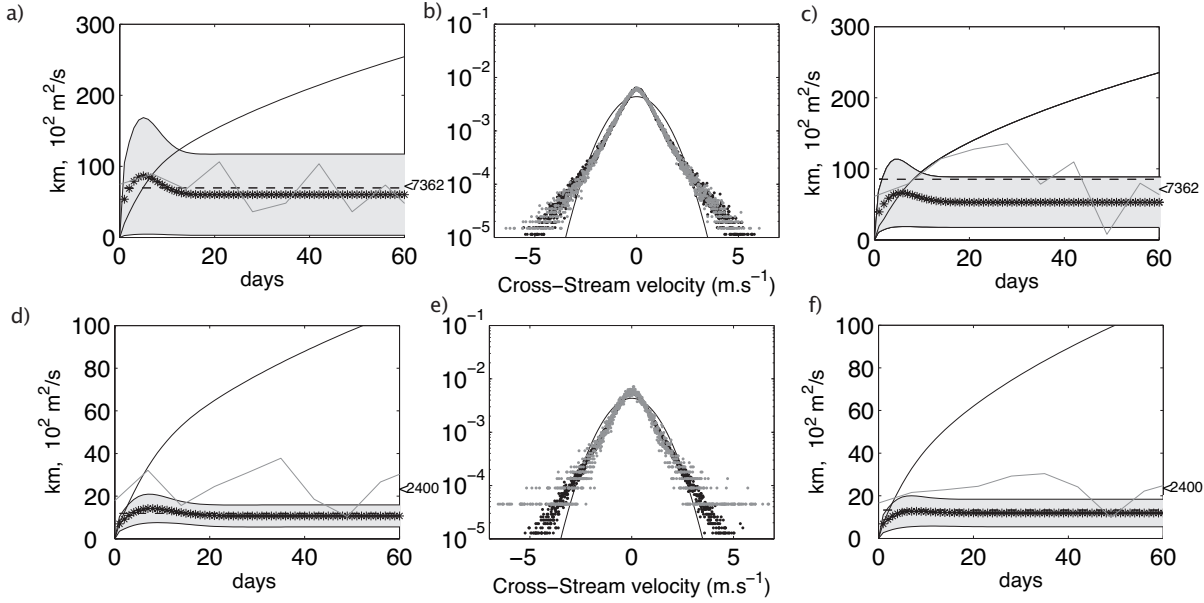 a)
300
200
100
0
km, 10² m²/s
0 20 40 60
days
<7362
b)
10⁻¹
10⁻²
10⁻³
10⁻⁴
10⁻⁵
−5 0 5
Cross−Stream velocity (m.s⁻¹)
c)
300
200
100
0
km, 10² m²/s
0 20 40 60
days
<7362
d)
100
80
60
40
20
0
km, 10² m²/s
0 20 40 60
days
<2400
e)
10⁻¹
10⁻²
10⁻³
10⁻⁴
10⁻⁵
−5 0 5
Cross−Stream velocity (m.s⁻¹)
f)
100
80
60
40
20
0
km, 10² m²/s
0 20 40 60
days
<2400